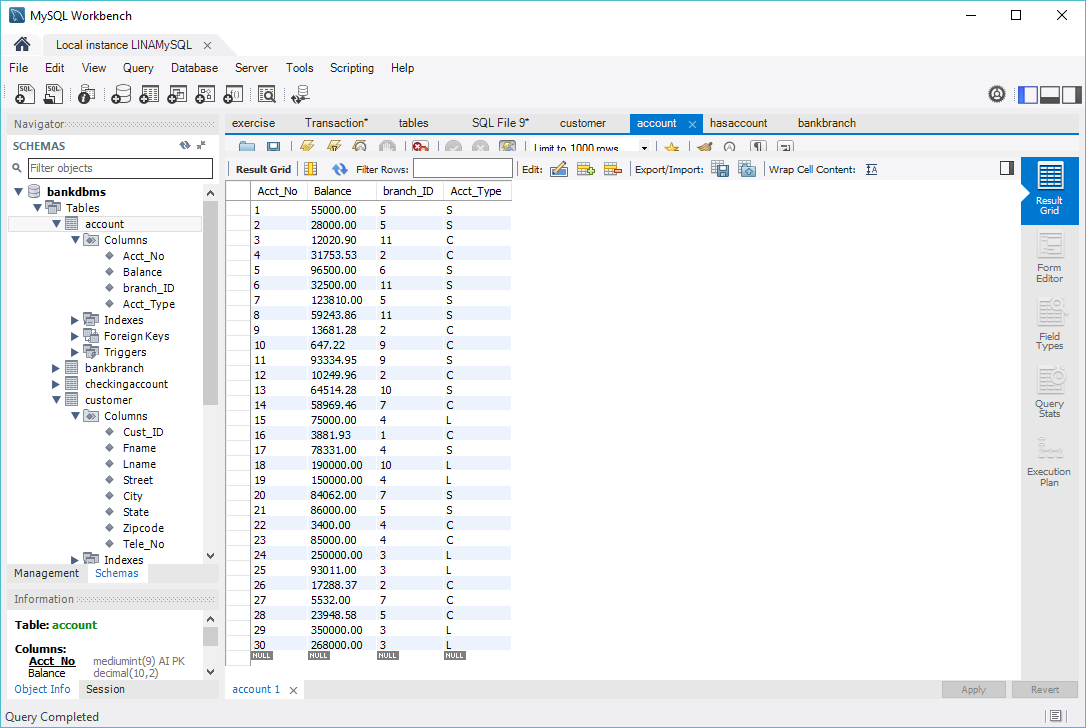 MySQL Workbench
Local instance LINAMySQL
File Edit View Query Database Server Tools Scripting Help
Navigator
SCHEMAS
Filter objects
bankdbms
Tables
account
Columns
Acct_No
Balance
branch_ID
Acct_Type
Indexes
Foreign Keys
Triggers
bankbranch
checkingaccount
customer
Columns
Cust_ID
Fname
Lname
Street
City
State
Zipcode
Tele_No
Indexes
Management Schemas
Information
Table: account
Columns:
Acct_No mediumint(9) AI PK
Balance decimal(10,2)
Object Info Session
exercise Transaction* tables SQL File 9* customer account hasaccount bankbranch
Limit to 1000 rows
Result Grid Filter Rows: Edit: Export/Import: Wrap Cell Content:
Acct_No Balance branch_ID Acct_Type
1 55000.00 5 S
2 28000.00 5 S
3 12020.90 11 C
4 31753.53 2 C
5 96500.00 6 S
6 32500.00 11 S
7 123810.00 5 S
8 59243.86 11 S
9 13681.28 2 C
10 647.22 9 C
11 93334.95 9 S
12 10249.96 2 C
13 64514.28 10 S
14 58969.46 7 C
15 75000.00 4 L
16 3881.93 1 C
17 78331.00 4 S
18 190000.00 10 L
19 150000.00 4 L
20 84062.00 7 S
21 86000.00 5 S
22 3400.00 4 C
23 85000.00 4 C
24 250000.00 3 L
25 93011.00 3 L
26 17288.37 2 C
27 5532.00 7 C
28 23948.58 5 C
29 350000.00 3 L
30 268000.00 3 L
NULL NULL NULL NULL
Result
Grid
Form
Editor
Field
Types
Query
Stats
Execution
Plan
account 1
Apply Revert
Query Completed